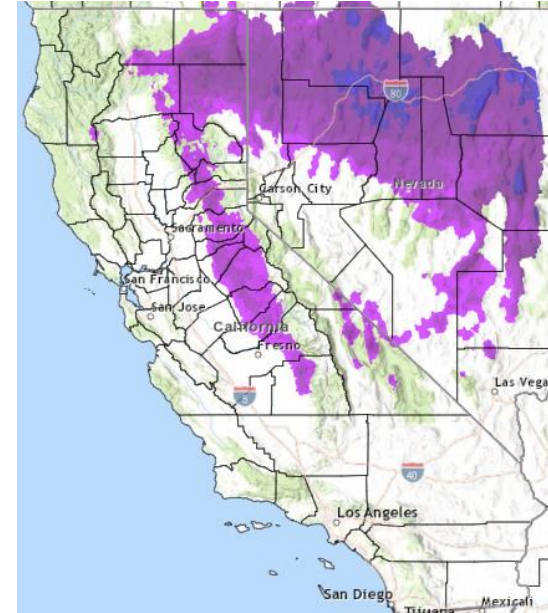 80
Nevada
Carson City
Sacramento
San Francisco
San Jose
California
Fresno
5
Las Vega
40
Los Angeles
San Diego
Tijuana
Mexicali